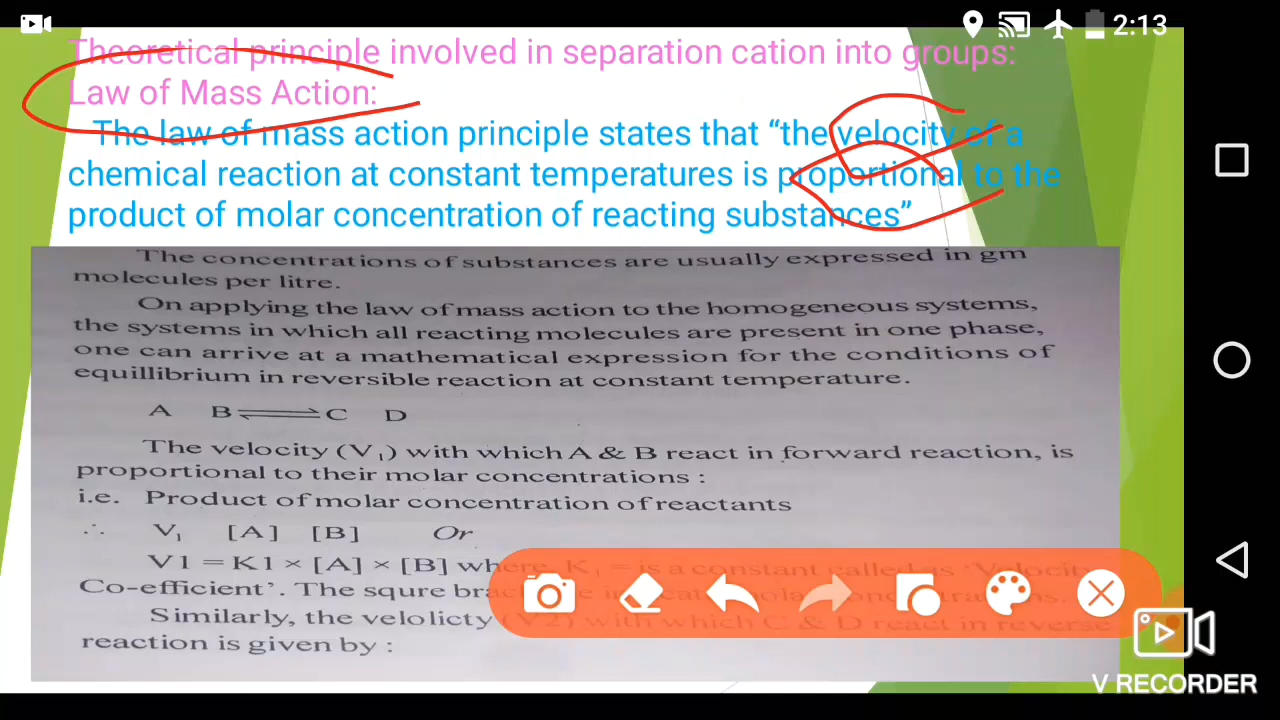 2:13
Theoretical principle involved in separation cation into groups:
Law of Mass Action:
The law of mass action principle states that “the velocity of a
chemical reaction at constant temperatures is proportional to the
product of molar concentration of reacting substances”
The concentrations of substances are usually expressed in gm
molecules per litre.
On applying the law of mass action to the homogeneous systems,
the systems in which all reacting molecules are present in one phase,
one can arrive at a mathematical expression for the conditions of
equillibrium in reversible reaction at constant temperature.
A B ⇌ C D
The velocity (V₁) with which A & B react in forward reaction, is
proportional to their molar concentrations :
i.e. Product of molar concentration of reactants
∴ V₁ [A] [B] Or
V1 = K1 × [A] × [B] where, K₁ = is a constant called as 'Velocity
Co-efficient'. The squre
Similarly, the velolicty (V2) with which C & D react in reverse
reaction is given by :
V RECORDER